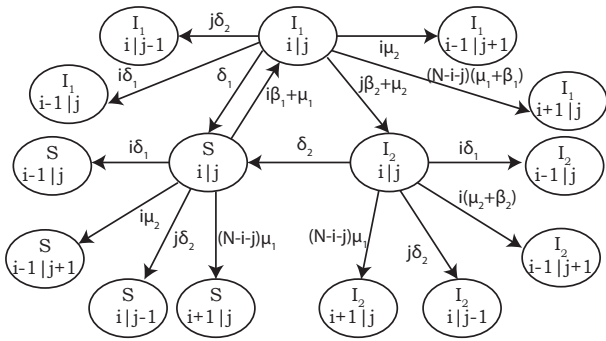 I₁
i|j-1
jδ₂
I₁
i|j
iμ₂
I₁
i-1|j+1
I₁
i-1|j
iδ₁
δ₁
iβ₁+μ₁
jβ₂+μ₂
(N-i-j)(μ₁+β₁)
I₁
i+1|j
S
i-1|j
iδ₁
S
i|j
δ₂
I₂
i|j
iδ₁
I₂
i-1|j
iμ₂
jδ₂
(N-i-j)μ₁
(N-i-j)μ₁
jδ₂
i(μ₂+β₂)
S
i-1|j+1
I₂
i-1|j+1
S
i|j-1
S
i+1|j
I₂
i+1|j
I₂
i|j-1